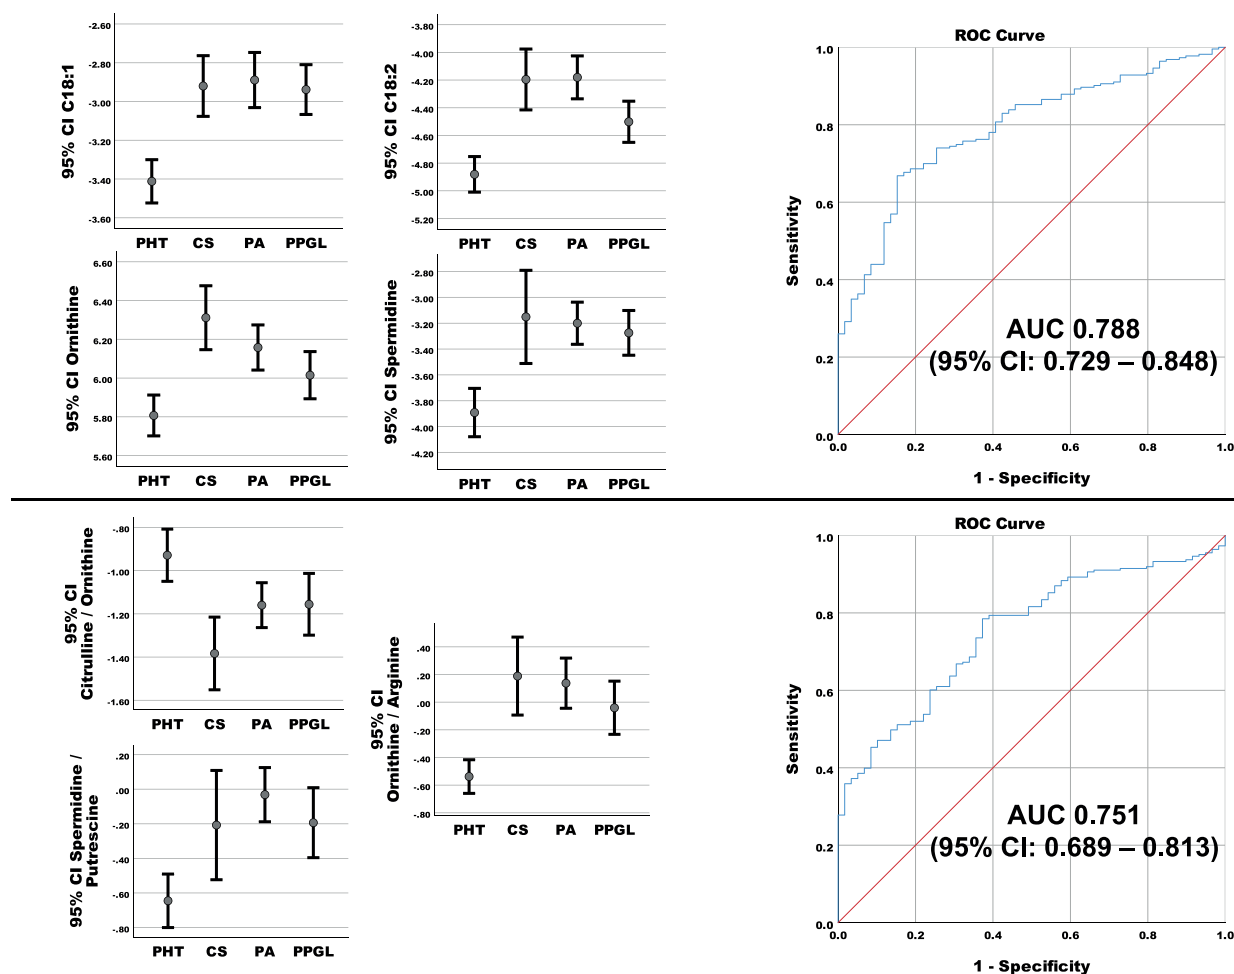 95% CI C18:1
-2.60
-2.80
-3.00
-3.20
-3.40
-3.60
PHT CS PA PPGL
95% CI C18:2
-3.80
-4.00
-4.20
-4.40
-4.60
-4.80
-5.00
-5.20
PHT CS PA PPGL
95% CI Ornithine
6.60
6.40
6.20
6.00
5.80
5.60
PHT CS PA PPGL
95% CI Spermidine
-2.80
-3.00
-3.20
-3.40
-3.60
-3.80
-4.00
-4.20
PHT CS PA PPGL
ROC Curve
Sensitivity
1.0
0.8
0.6
0.4
0.2
0.0
AUC 0.788
(95% CI: 0.729 – 0.848)
0.0 0.2 0.4 0.6 0.8 1.0
1 - Specificity
95% CI
Citrulline / Ornithine
-.80
-1.00
-1.20
-1.40
-1.60
PHT CS PA PPGL
95% CI Spermidine /
Putrescine
.20
.00
-.20
-.40
-.60
-.80
PHT CS PA PPGL
95% CI
Ornithine / Arginine
.40
.20
.00
-.20
-.40
-.60
-.80
PHT CS PA PPGL
ROC Curve
Sensitivity
1.0
0.8
0.6
0.4
0.2
0.0
AUC 0.751
(95% CI: 0.689 – 0.813)
0.0 0.2 0.4 0.6 0.8 1.0
1 - Specificity